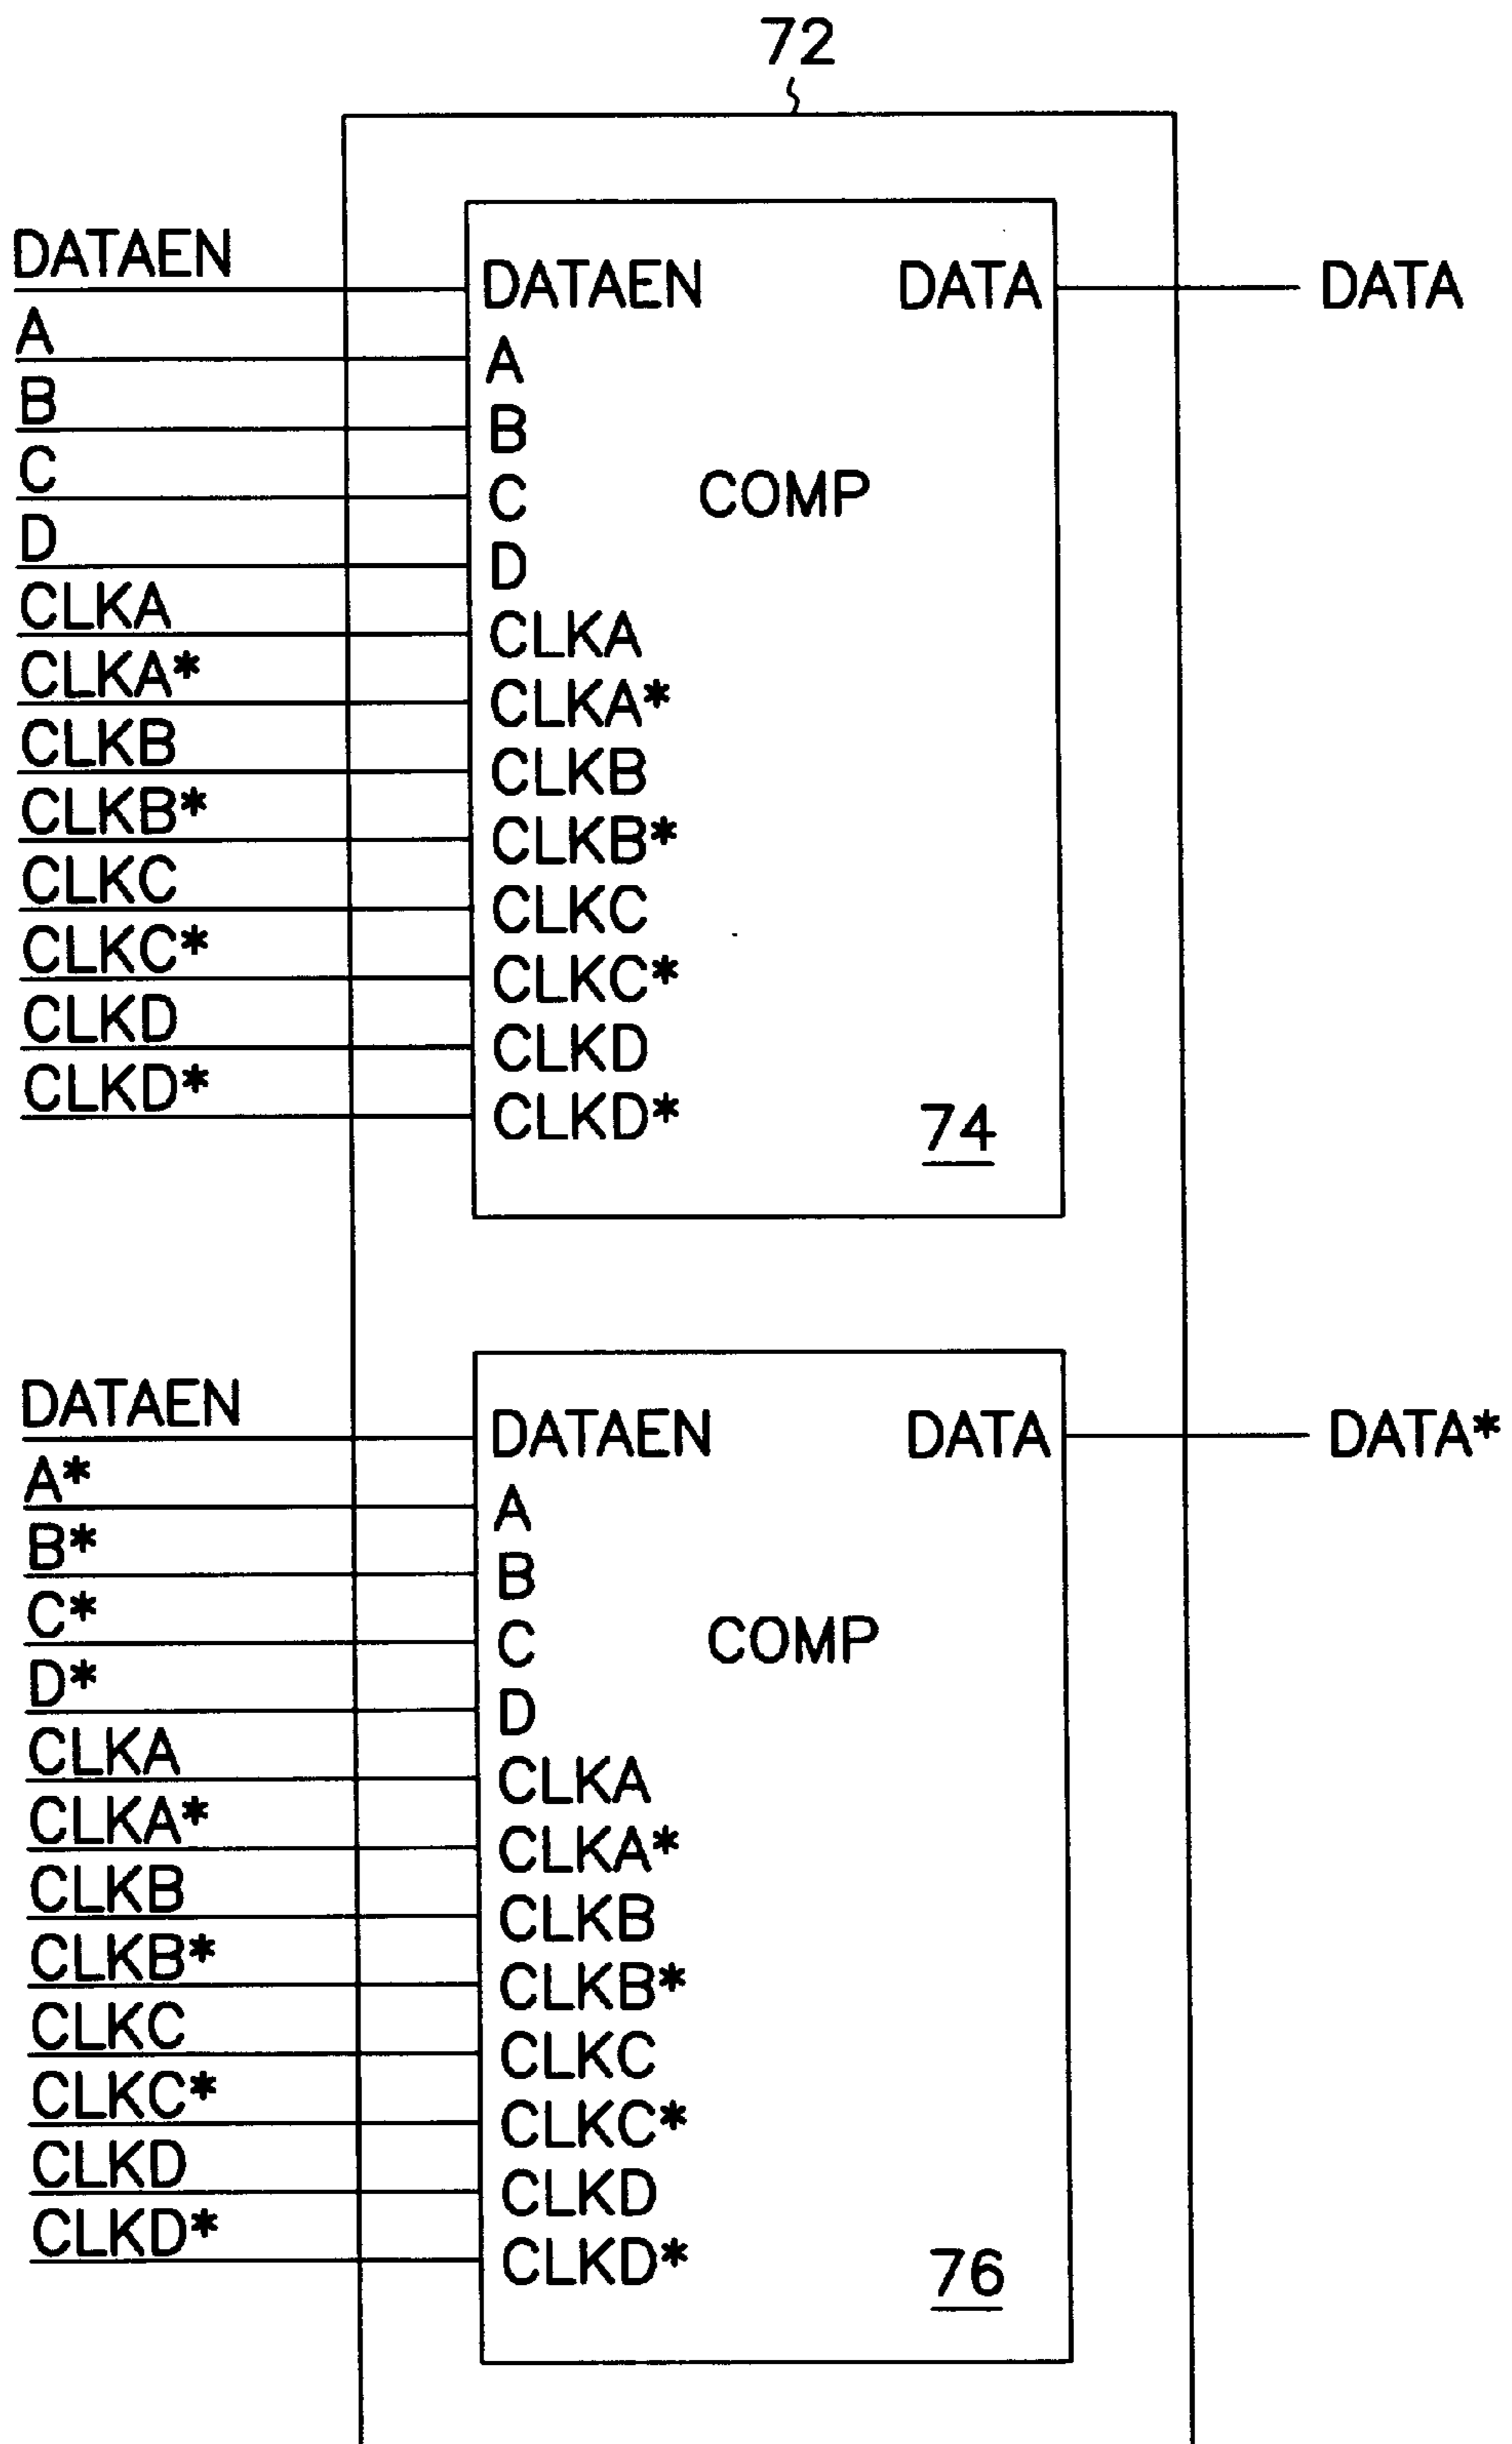 72
DATAEN
DATAEN DATA DATA
A
A
B
B
C
C COMP
D
D
CLKA
CLKA
CLKA*
CLKA*
CLKB
CLKB
CLKB*
CLKB*
CLKC
CLKC
CLKC*
CLKC*
CLKD
CLKD
CLKD*
CLKD* 74
DATAEN
DATAEN DATA DATA*
A*
A
B*
B
C*
C COMP
D*
D
CLKA
CLKA
CLKA*
CLKA*
CLKB
CLKB
CLKB*
CLKB*
CLKC
CLKC
CLKC*
CLKC*
CLKD
CLKD
CLKD*
CLKD* 76